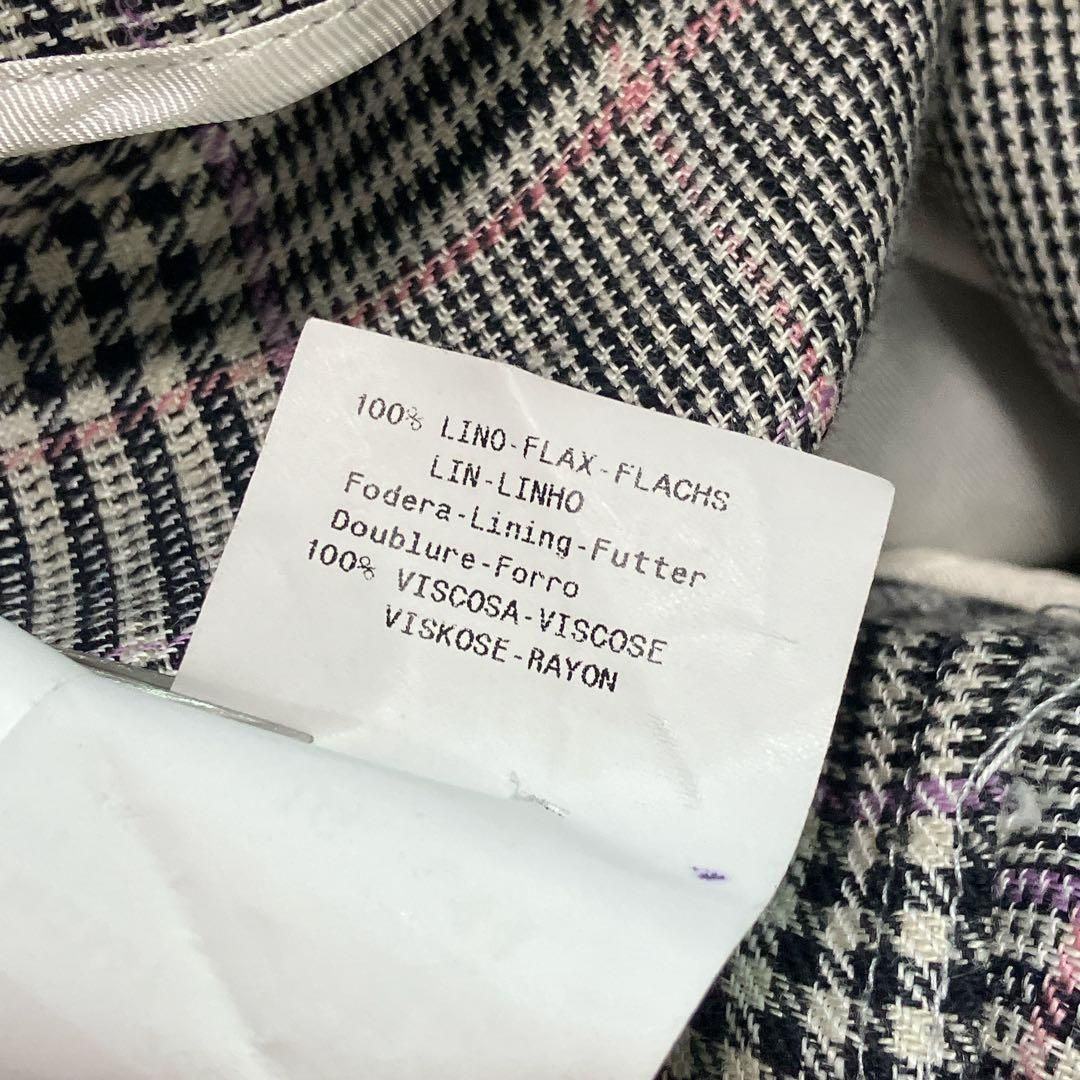 100% LINO-FLAX-FLACHS
LIN-LINHO
Fodera-Lining-Futter
Doublure-Forro
100% VISCOSA-VISCOSE
VISKOSE-RAYON